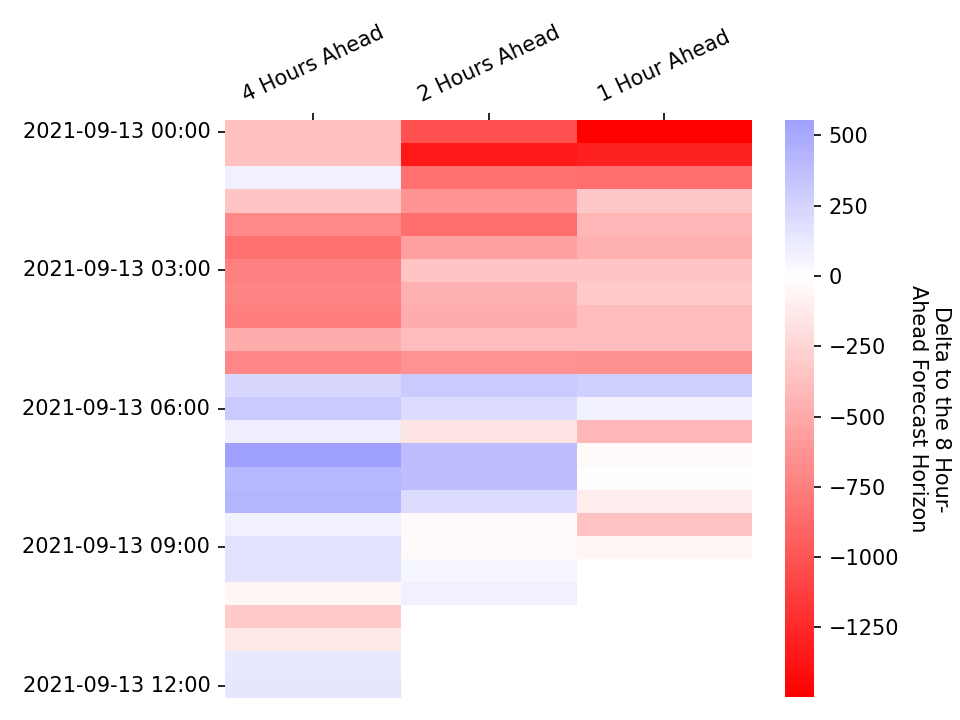 4 Hours Ahead
2 Hours Ahead
1 Hour Ahead
2021-09-13 00:00
2021-09-13 03:00
2021-09-13 06:00
2021-09-13 09:00
2021-09-13 12:00
500
250
0
−250
−500
−750
−1000
−1250
Delta to the 8 Hour-
Ahead Forecast Horizon